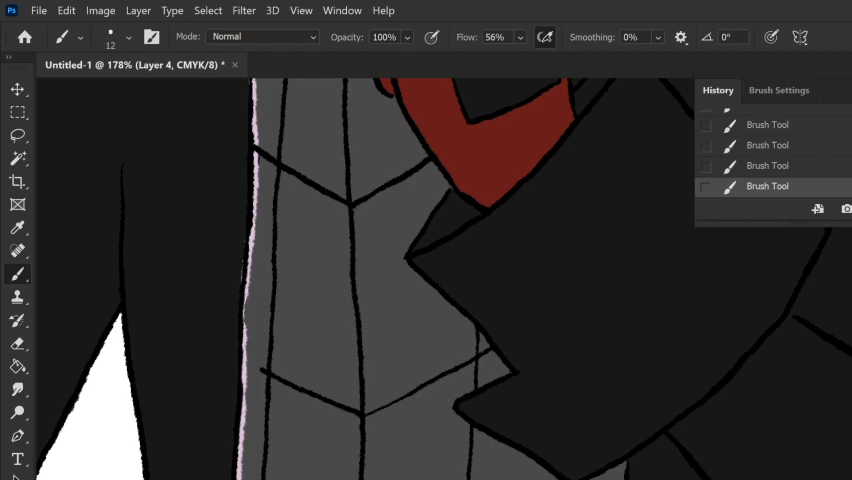 Ps File Edit Image Layer Type Select Filter 3D View Window Help
12 Mode: Normal Opacity: 100% Flow: 56% Smoothing: 0% 0°
Untitled-1 @ 178% (Layer 4, CMYK/8) * ×
History Brush Settings
Brush Tool
Brush Tool
Brush Tool
Brush Tool